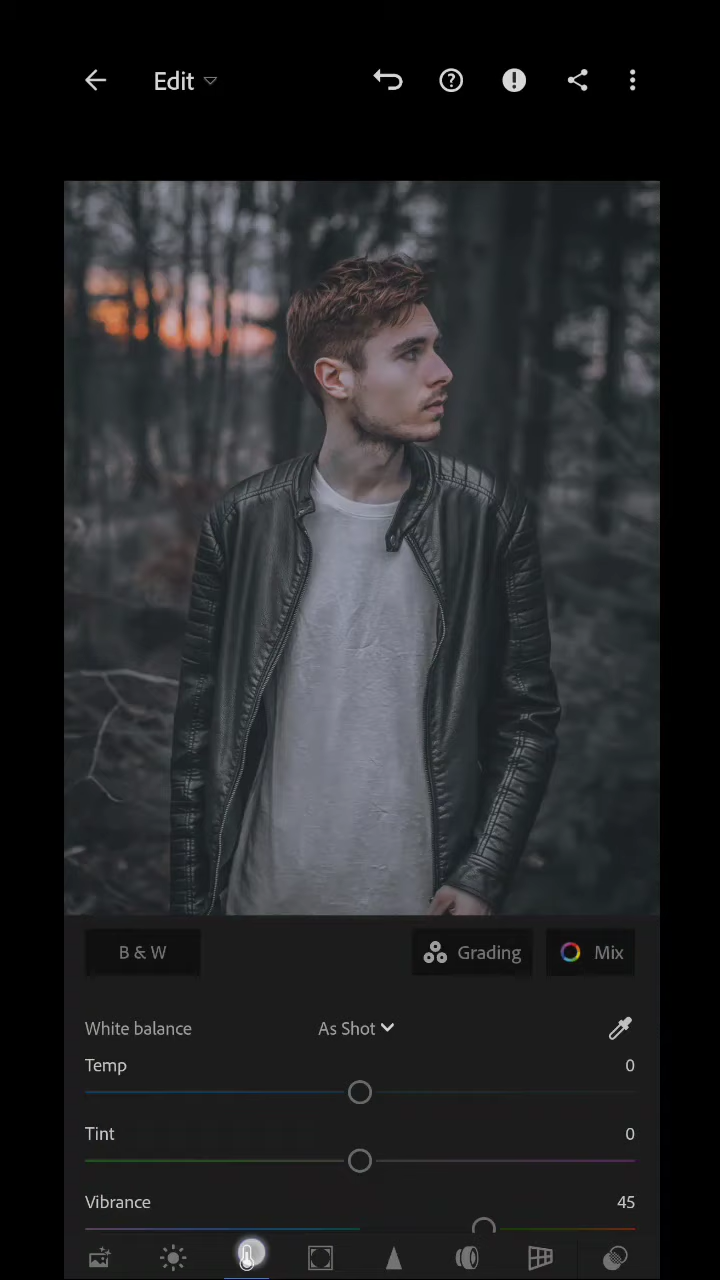 Edit
B & W
Grading
Mix
White balance
As Shot
Temp
0
Tint
0
Vibrance
45